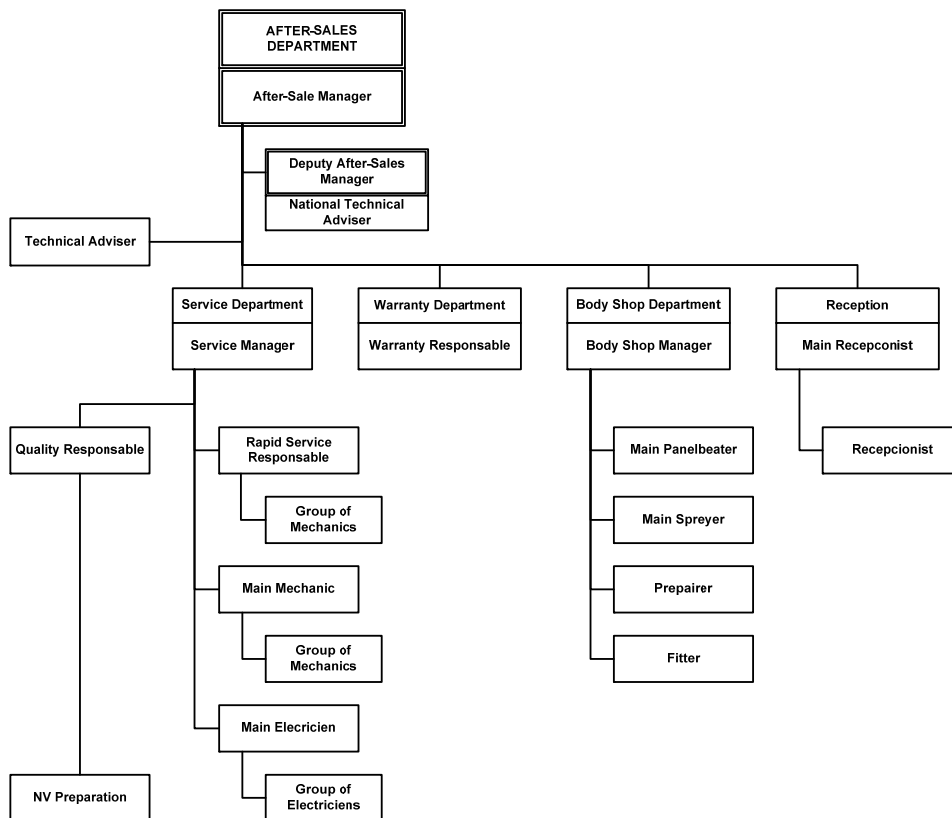 AFTER-SALES
DEPARTMENT
After-Sale Manager
Deputy After-Sales
Manager
National Technical
Adviser
Technical Adviser
Service Department
Service Manager
Warranty Department
Warranty Responsable
Body Shop Department
Body Shop Manager
Reception
Main Recepconist
Quality Responsable
Rapid Service
Responsable
Main Panelbeater
Recepcionist
Group of
Mechanics
Main Spreyer
Main Mechanic
Prepairer
Group of
Mechanics
Fitter
Main Elecricien
NV Preparation
Group of
Electriciens